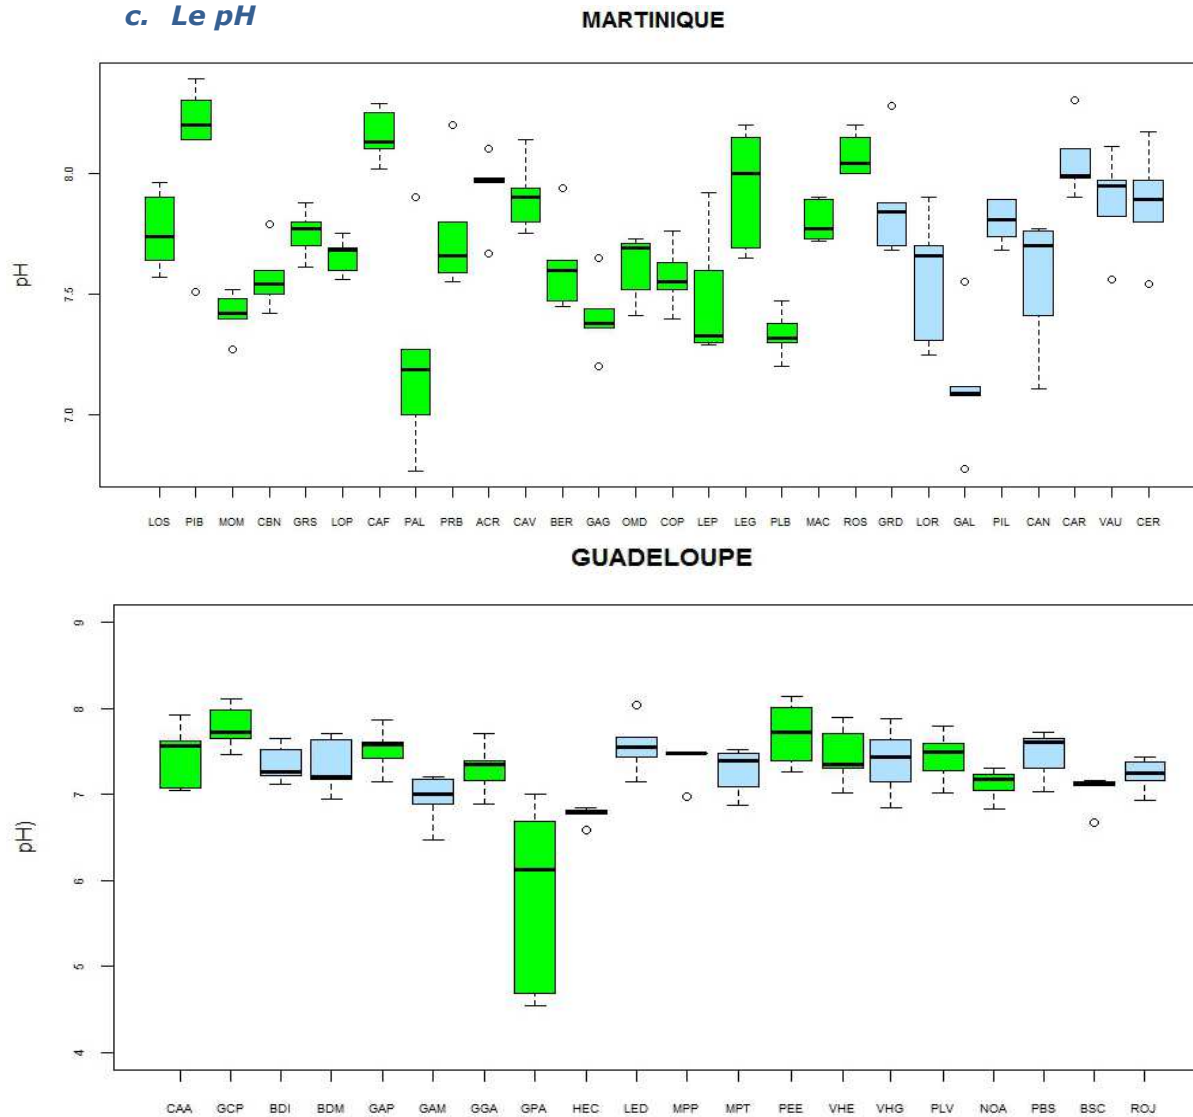 c. Le pH
MARTINIQUE
8.0
7.5
7.0
pH
LOS PIB MOM CBN GRS LOP CAF PAL PRB ACR CAV BER GAG OMD COP LEP LEG PLB MAC ROS GRD LOR GAL PIL CAN CAR VAU CER
GUADELOUPE
9
8
7
6
5
4
pH)
CAA GCP BDI BDM GAP GAM GGA GPA HEC LED MPP MPT PEE VHE VHG PLV NOA PBS BSC ROJ